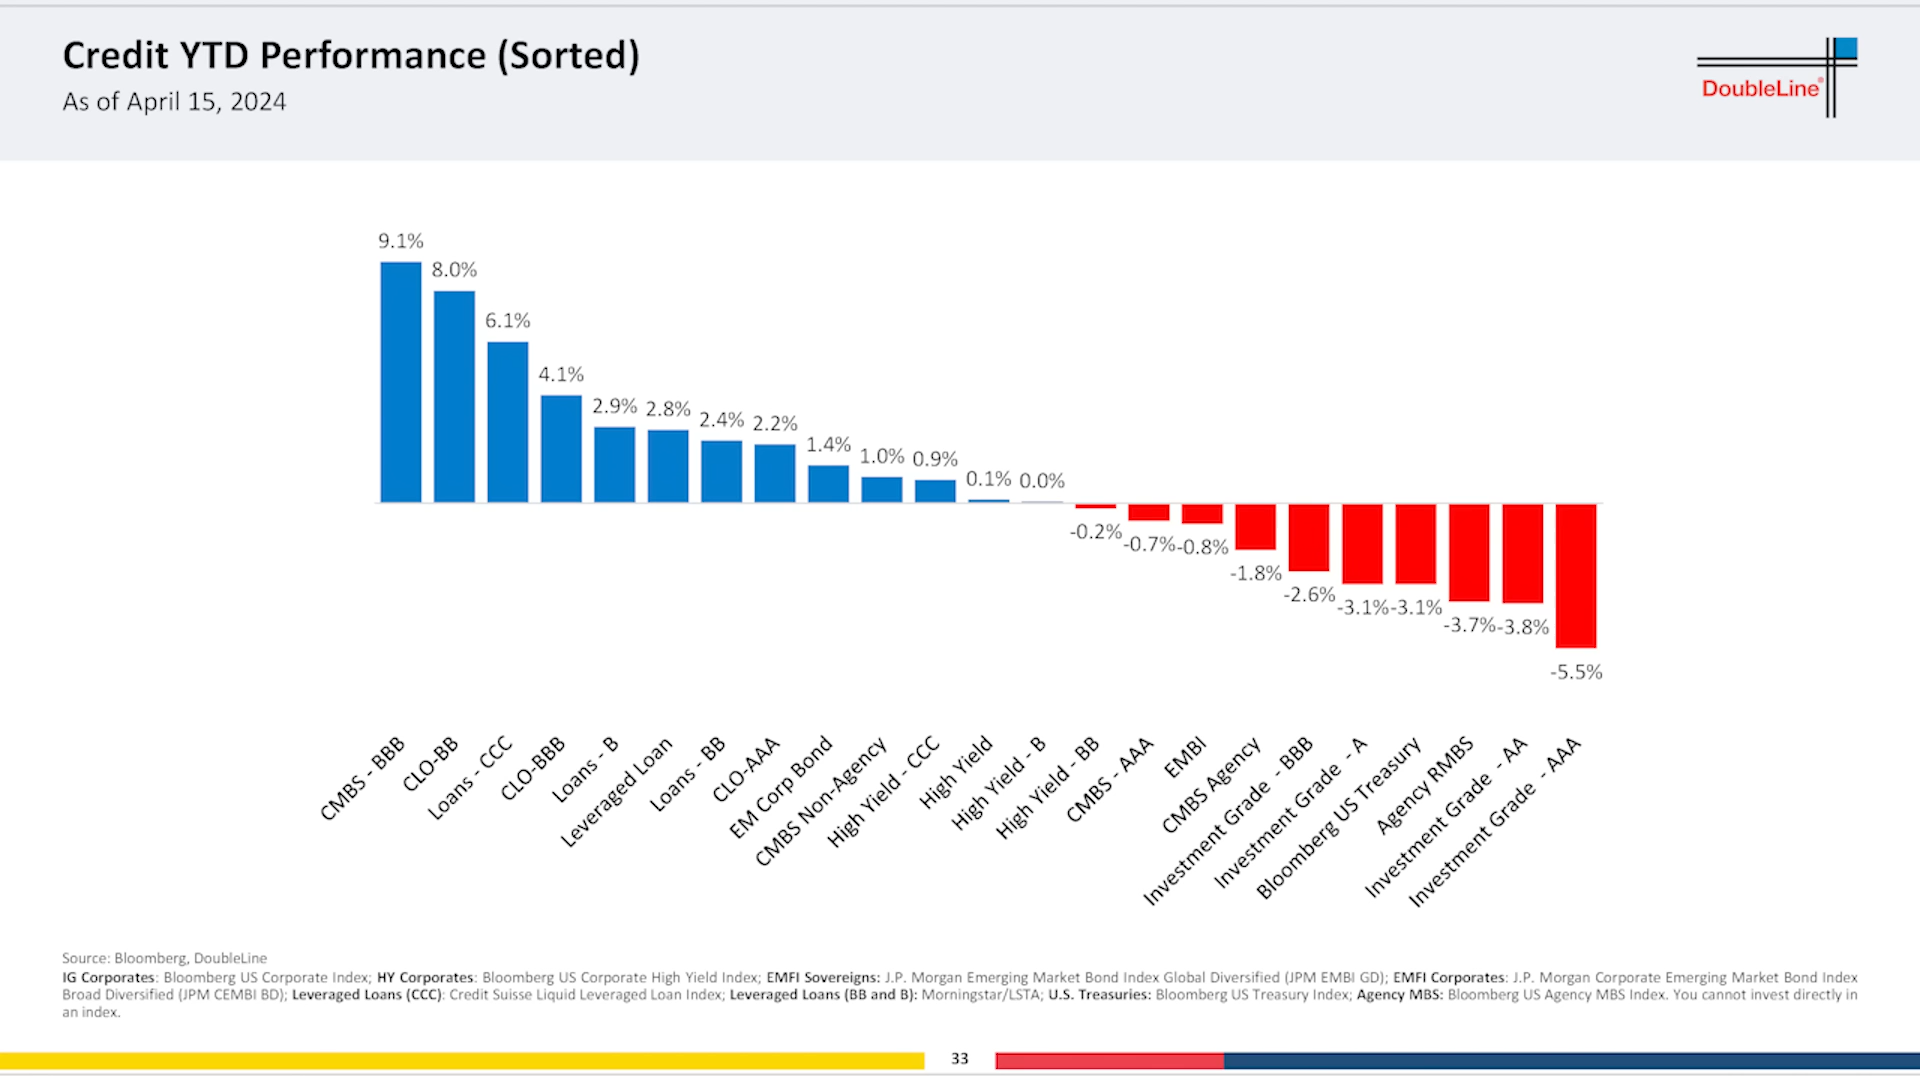 Credit YTD Performance (Sorted)
As of April 15, 2024
DoubleLine®
9.1%
8.0%
6.1%
4.1%
2.9%
2.8%
2.4%
2.2%
1.4%
1.0%
0.9%
0.1%
0.0%
-0.2%
-0.7%
-0.8%
-1.8%
-2.6%
-3.1%
-3.1%
-3.7%
-3.8%
-5.5%
CMBS - BBB
CLO-BB
Loans - CCC
CLO-BBB
Loans - B
Leveraged Loan
Loans - BB
CLO-AAA
EM Corp Bond
CMBS Non-Agency
High Yield - CCC
High Yield
High Yield - B
High Yield - BB
CMBS - AAA
EMBI
CMBS Agency
Investment Grade - BBB
Investment Grade - A
Bloomberg US Treasury
Agency RMBS
Investment Grade - AA
Investment Grade - AAA
Source: Bloomberg, DoubleLine
IG Corporates: Bloomberg US Corporate Index; HY Corporates: Bloomberg US Corporate High Yield Index; EMFI Sovereigns: J.P. Morgan Emerging Market Bond Index Global Diversified (JPM EMBI GD); EMFI Corporates: J.P. Morgan Corporate Emerging Market Bond Index
Broad Diversified (JPM CEMBI BD); Leveraged Loans (CCC): Credit Suisse Liquid Leveraged Loan Index; Leveraged Loans (BB and B): Morningstar/LSTA; U.S. Treasuries: Bloomberg US Treasury Index; Agency MBS: Bloomberg US Agency MBS Index. You cannot invest directly in
an index.
33